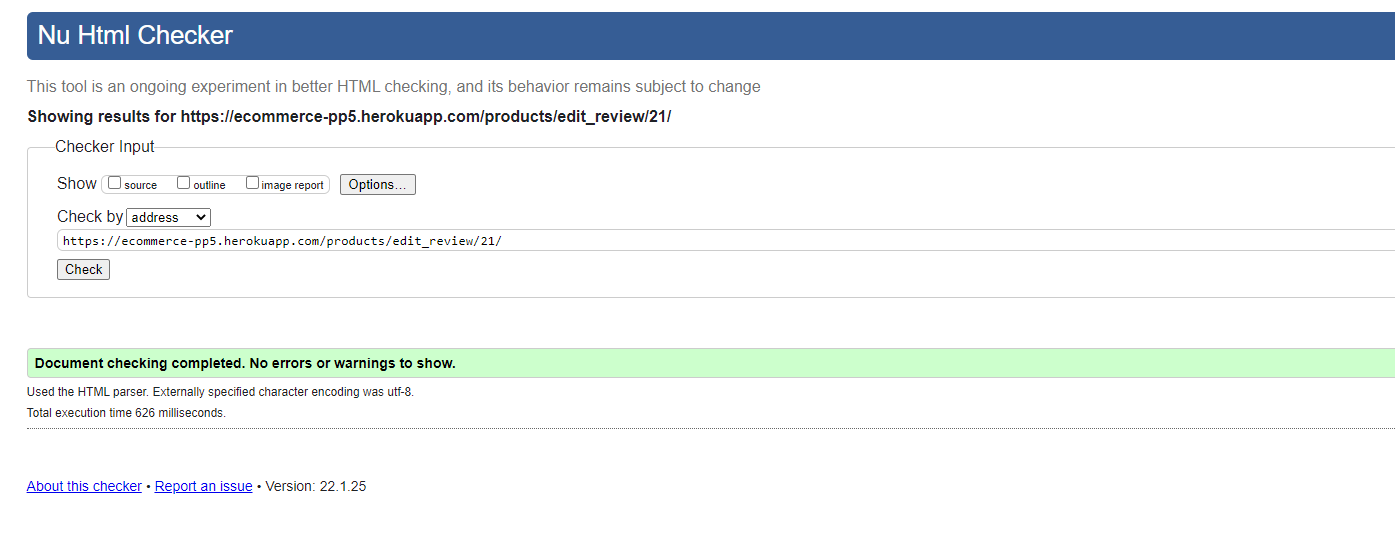 Nu Html Checker
This tool is an ongoing experiment in better HTML checking, and its behavior remains subject to change
Showing results for https://ecommerce-pp5.herokuapp.com/products/edit_review/21/
Checker Input
Show source outline image report Options...
Check by address
https://ecommerce-pp5.herokuapp.com/products/edit_review/21/
Check
Document checking completed. No errors or warnings to show.
Used the HTML parser. Externally specified character encoding was utf-8.
Total execution time 626 milliseconds.
About this checker • Report an issue • Version: 22.1.25